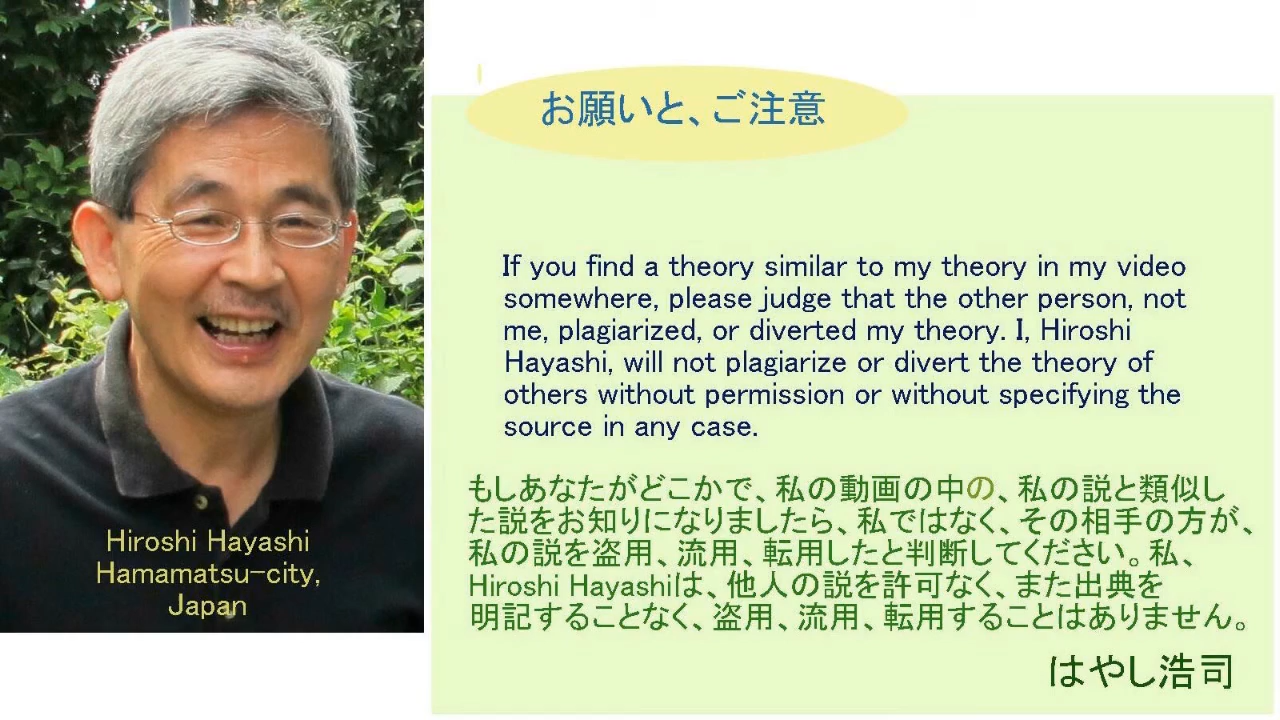 お願いと、ご注意
If you find a theory similar to my theory in my video
somewhere, please judge that the other person, not
me, plagiarized, or diverted my theory. I, Hiroshi
Hayashi, will not plagiarize or divert the theory of
others without permission or without specifying the
source in any case.
もしあなたがどこかで、私の動画の中の、私の説と類似し
た説をお知りになりましたら、私ではなく、その相手の方が、
私の説を盗用、流用、転用したと判断してください。私、
Hiroshi Hayashiは、他人の説を許可なく、また出典を
明記することなく、盗用、流用、転用することはありません。
はやし浩司
Hiroshi Hayashi
Hamamatsu-city,
Japan